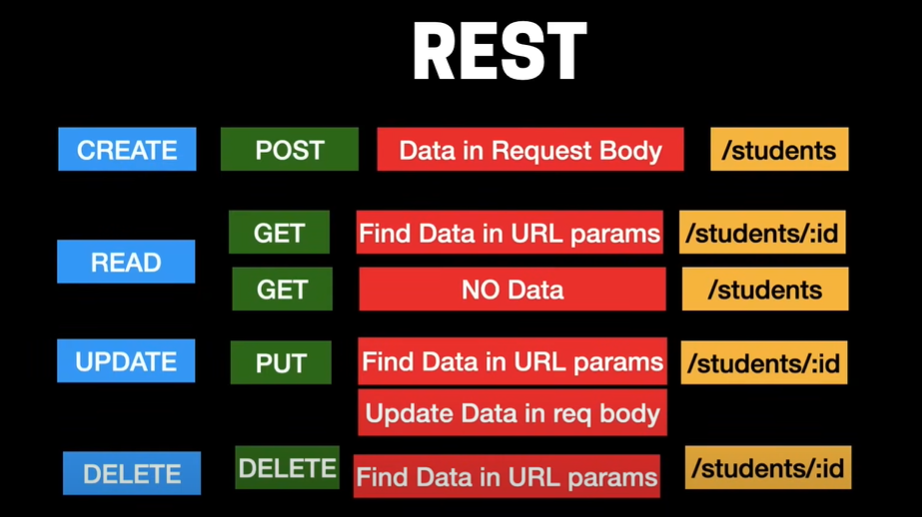 REST
CREATE POST Data in Request Body /students
GET Find Data in URL params /students/:id
READ
GET NO Data /students
UPDATE PUT Find Data in URL params /students/:id
Update Data in req body
DELETE DELETE Find Data in URL params /students/:id